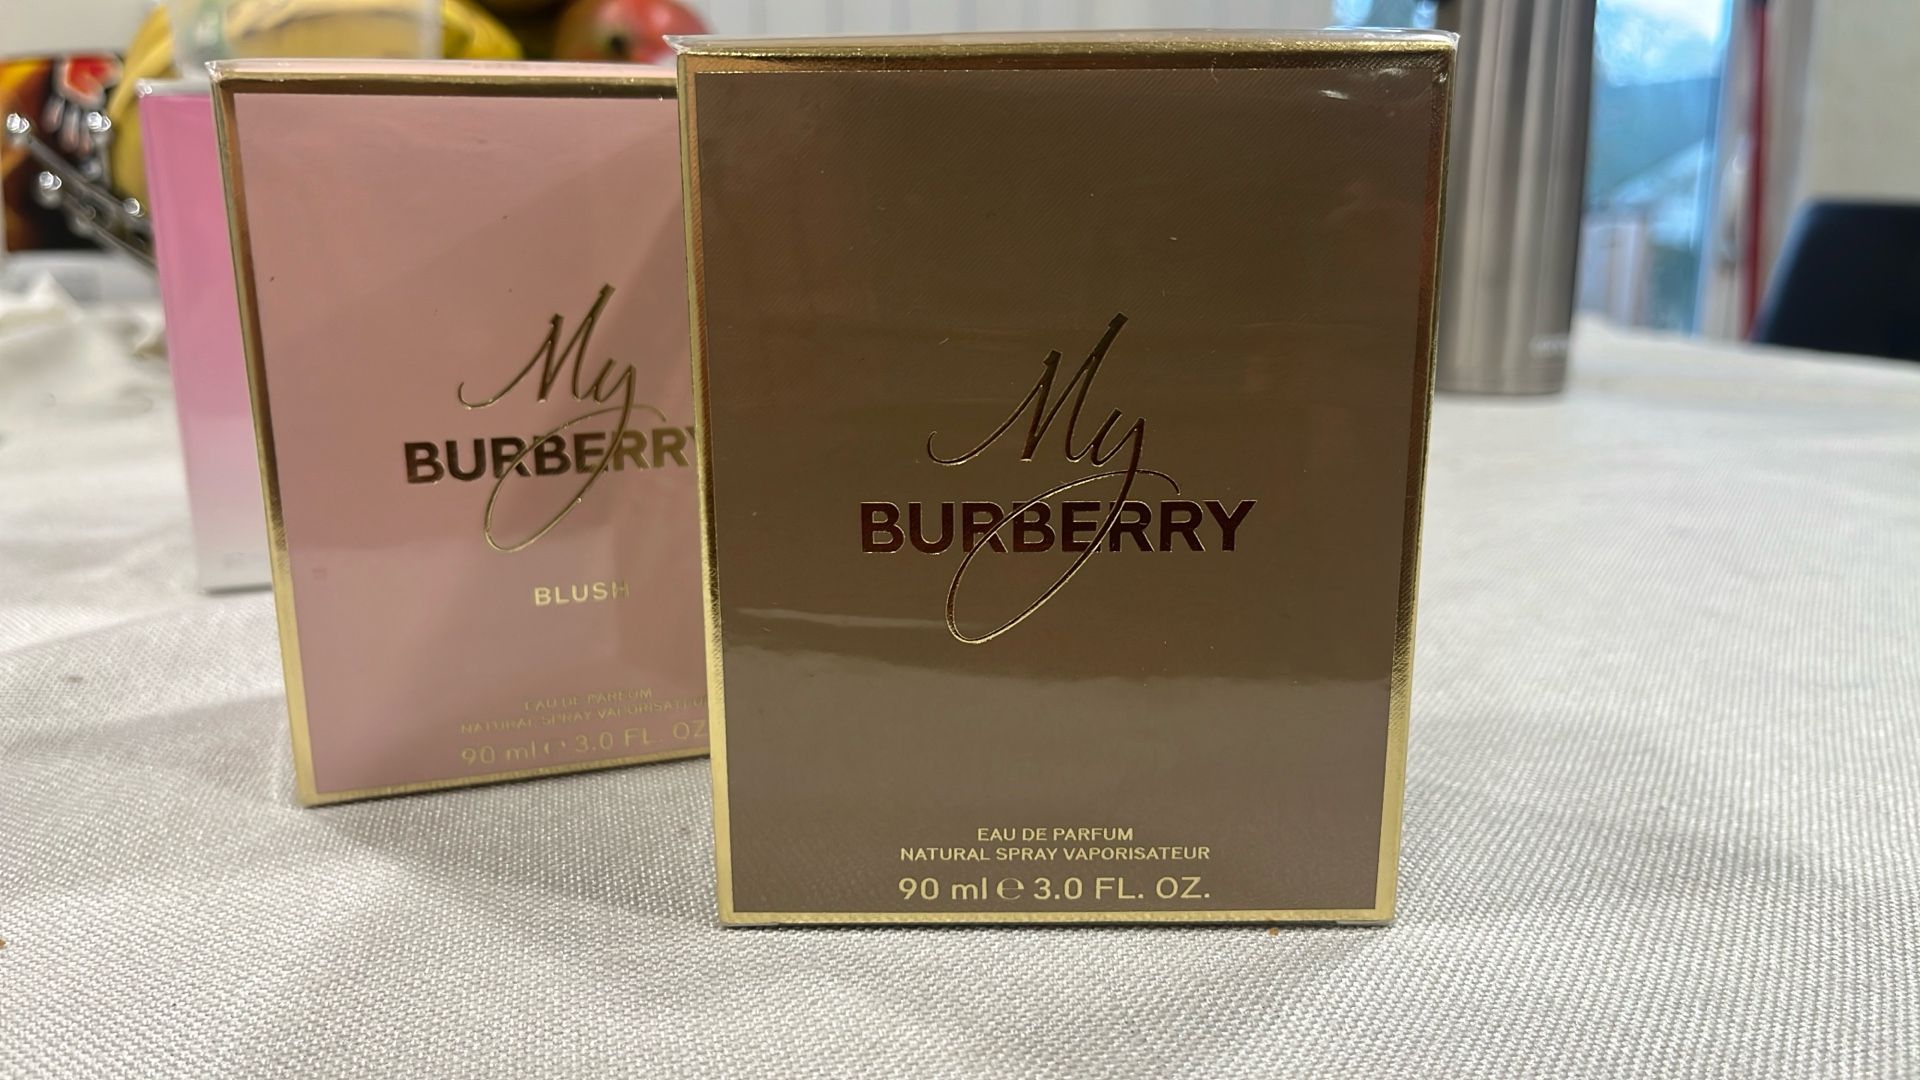 My
BURBERRY
BLUSH
EAU DE PARFUM
NATURAL SPRAY VAPORISATEUR
90 ml ℮ 3.0 FL. OZ.
My
BURBERRY
EAU DE PARFUM
NATURAL SPRAY VAPORISATEUR
90 ml ℮ 3.0 FL. OZ.